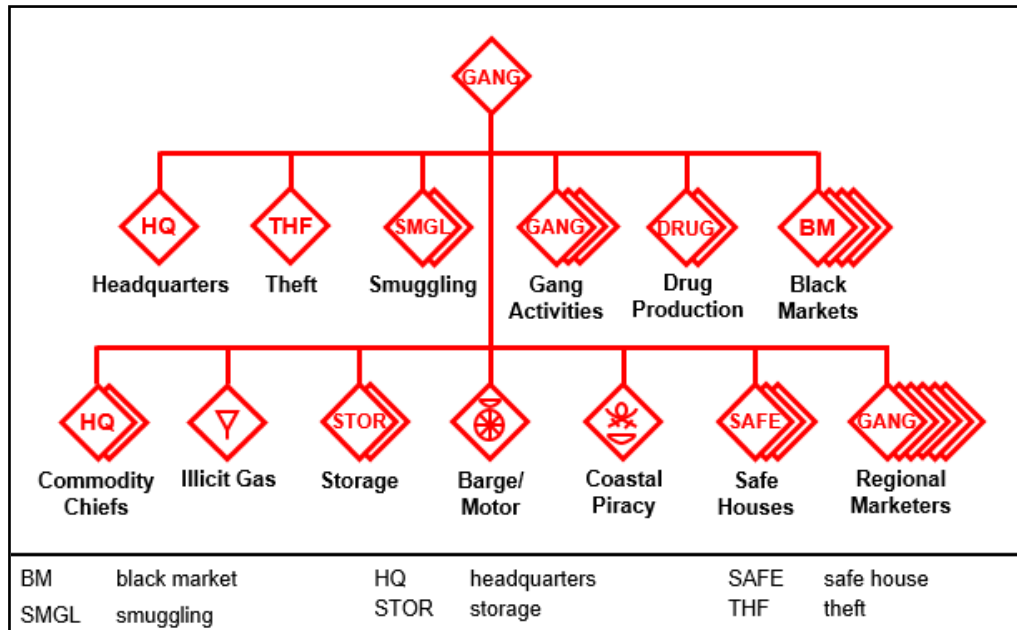 GANG
HQ THF SMGL GANG DRUG BM
Headquarters Theft Smuggling Gang Drug Black
Activities Production Markets
HQ STOR SAFE GANG
Commodity Illicit Gas Storage Barge/ Coastal Safe Regional
Chiefs Motor Piracy Houses Marketers
BM black market HQ headquarters SAFE safe house
SMGL smuggling STOR storage THF theft